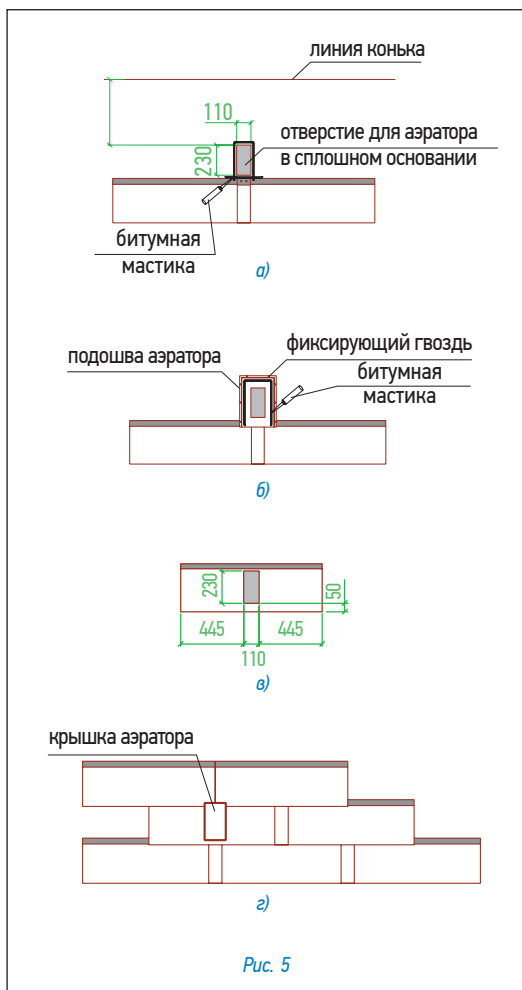 линия конька
110
отверстие для аэратора
230
в сплошном основании
битумная
мастика
а)
фиксирующий гвоздь
подошва аэратора
битумная
мастика
б)
230
50
445
445
110
в)
крышка аэратора
г)
Рис. 5